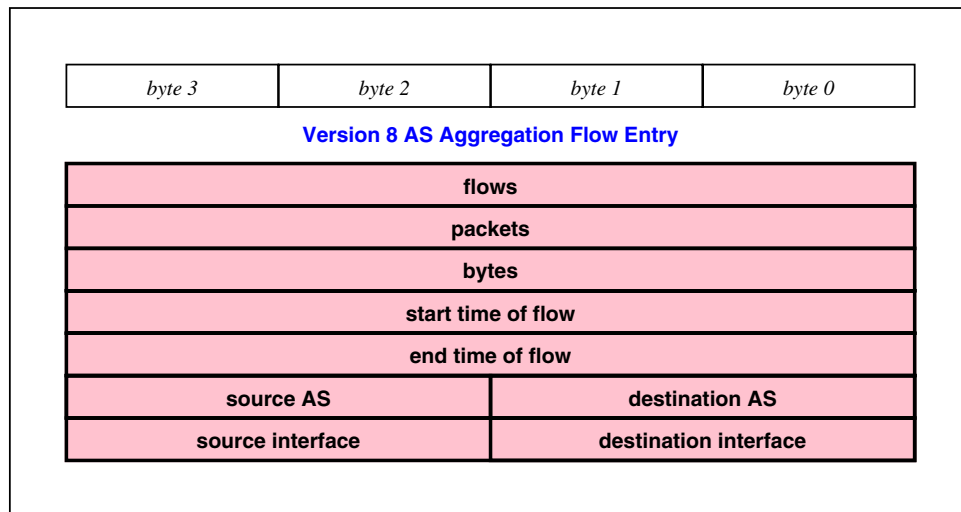 byte 3 byte 2 byte 1 byte 0
Version 8 AS Aggregation Flow Entry
flows
packets
bytes
start time of flow
end time of flow
source AS destination AS
source interface destination interface